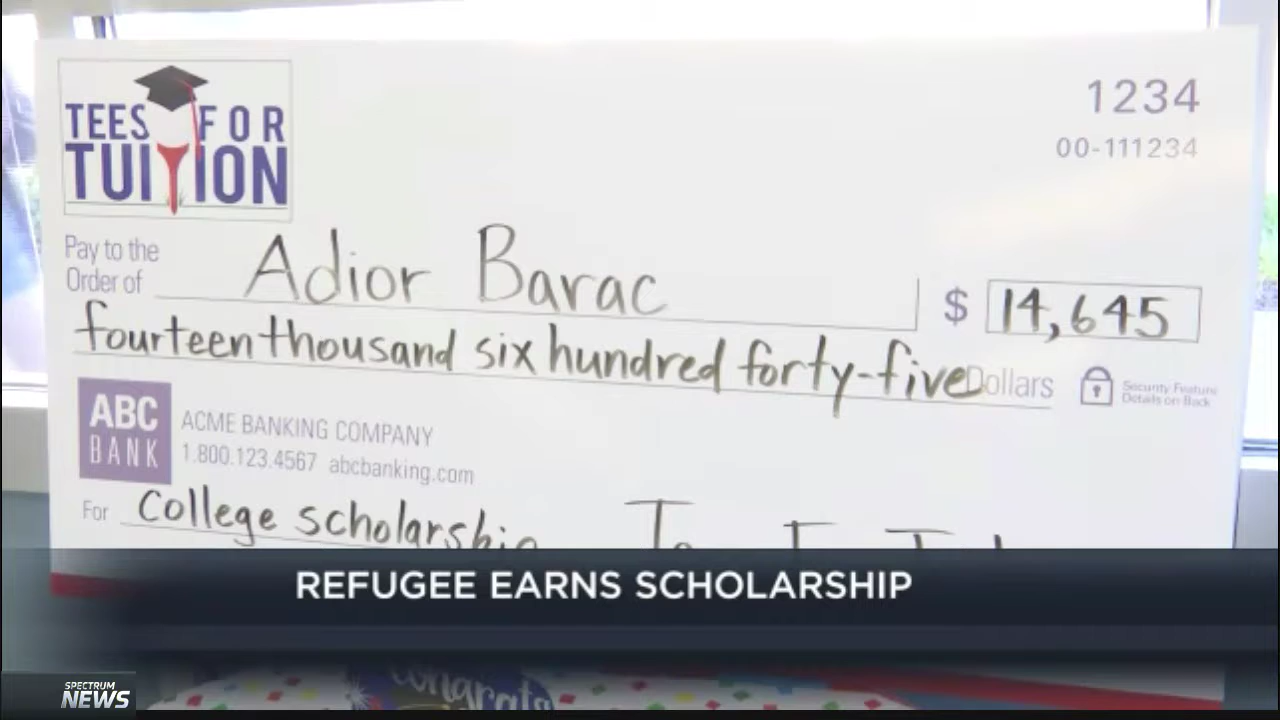 TEES FOR
TUITION
1234
00-111234
Pay to the
Order of
Adior Barac
$ 14,645
fourteen thousand six hundred forty-five Dollars
Security Feature
Details on Back
ABC
BANK
ACME BANKING COMPANY
1.800.123.4567 abcbanking.com
For college scholarship
REFUGEE EARNS SCHOLARSHIP
SPECTRUM
NEWS
congrats